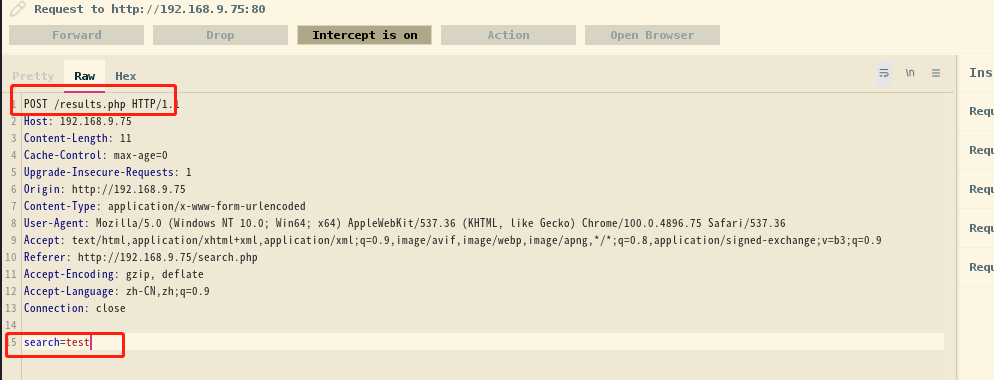 Request to http://192.168.9.75:80
Forward Drop Intercept is on Action Open Browser
Pretty Raw Hex \n Ins
1 POST /results.php HTTP/1.1
2 Host: 192.168.9.75
3 Content-Length: 11
4 Cache-Control: max-age=0
5 Upgrade-Insecure-Requests: 1
6 Origin: http://192.168.9.75
7 Content-Type: application/x-www-form-urlencoded
8 User-Agent: Mozilla/5.0 (Windows NT 10.0; Win64; x64) AppleWebKit/537.36 (KHTML, like Gecko) Chrome/100.0.4896.75 Safari/537.36
9 Accept: text/html,application/xhtml+xml,application/xml;q=0.9,image/avif,image/webp,image/apng,*/*;q=0.8,application/signed-exchange;v=b3;q=0.9
10 Referer: http://192.168.9.75/search.php
11 Accept-Encoding: gzip, deflate
12 Accept-Language: zh-CN,zh;q=0.9
13 Connection: close
14
15 search=test
Requ
Requ
Requ
Requ
Requ